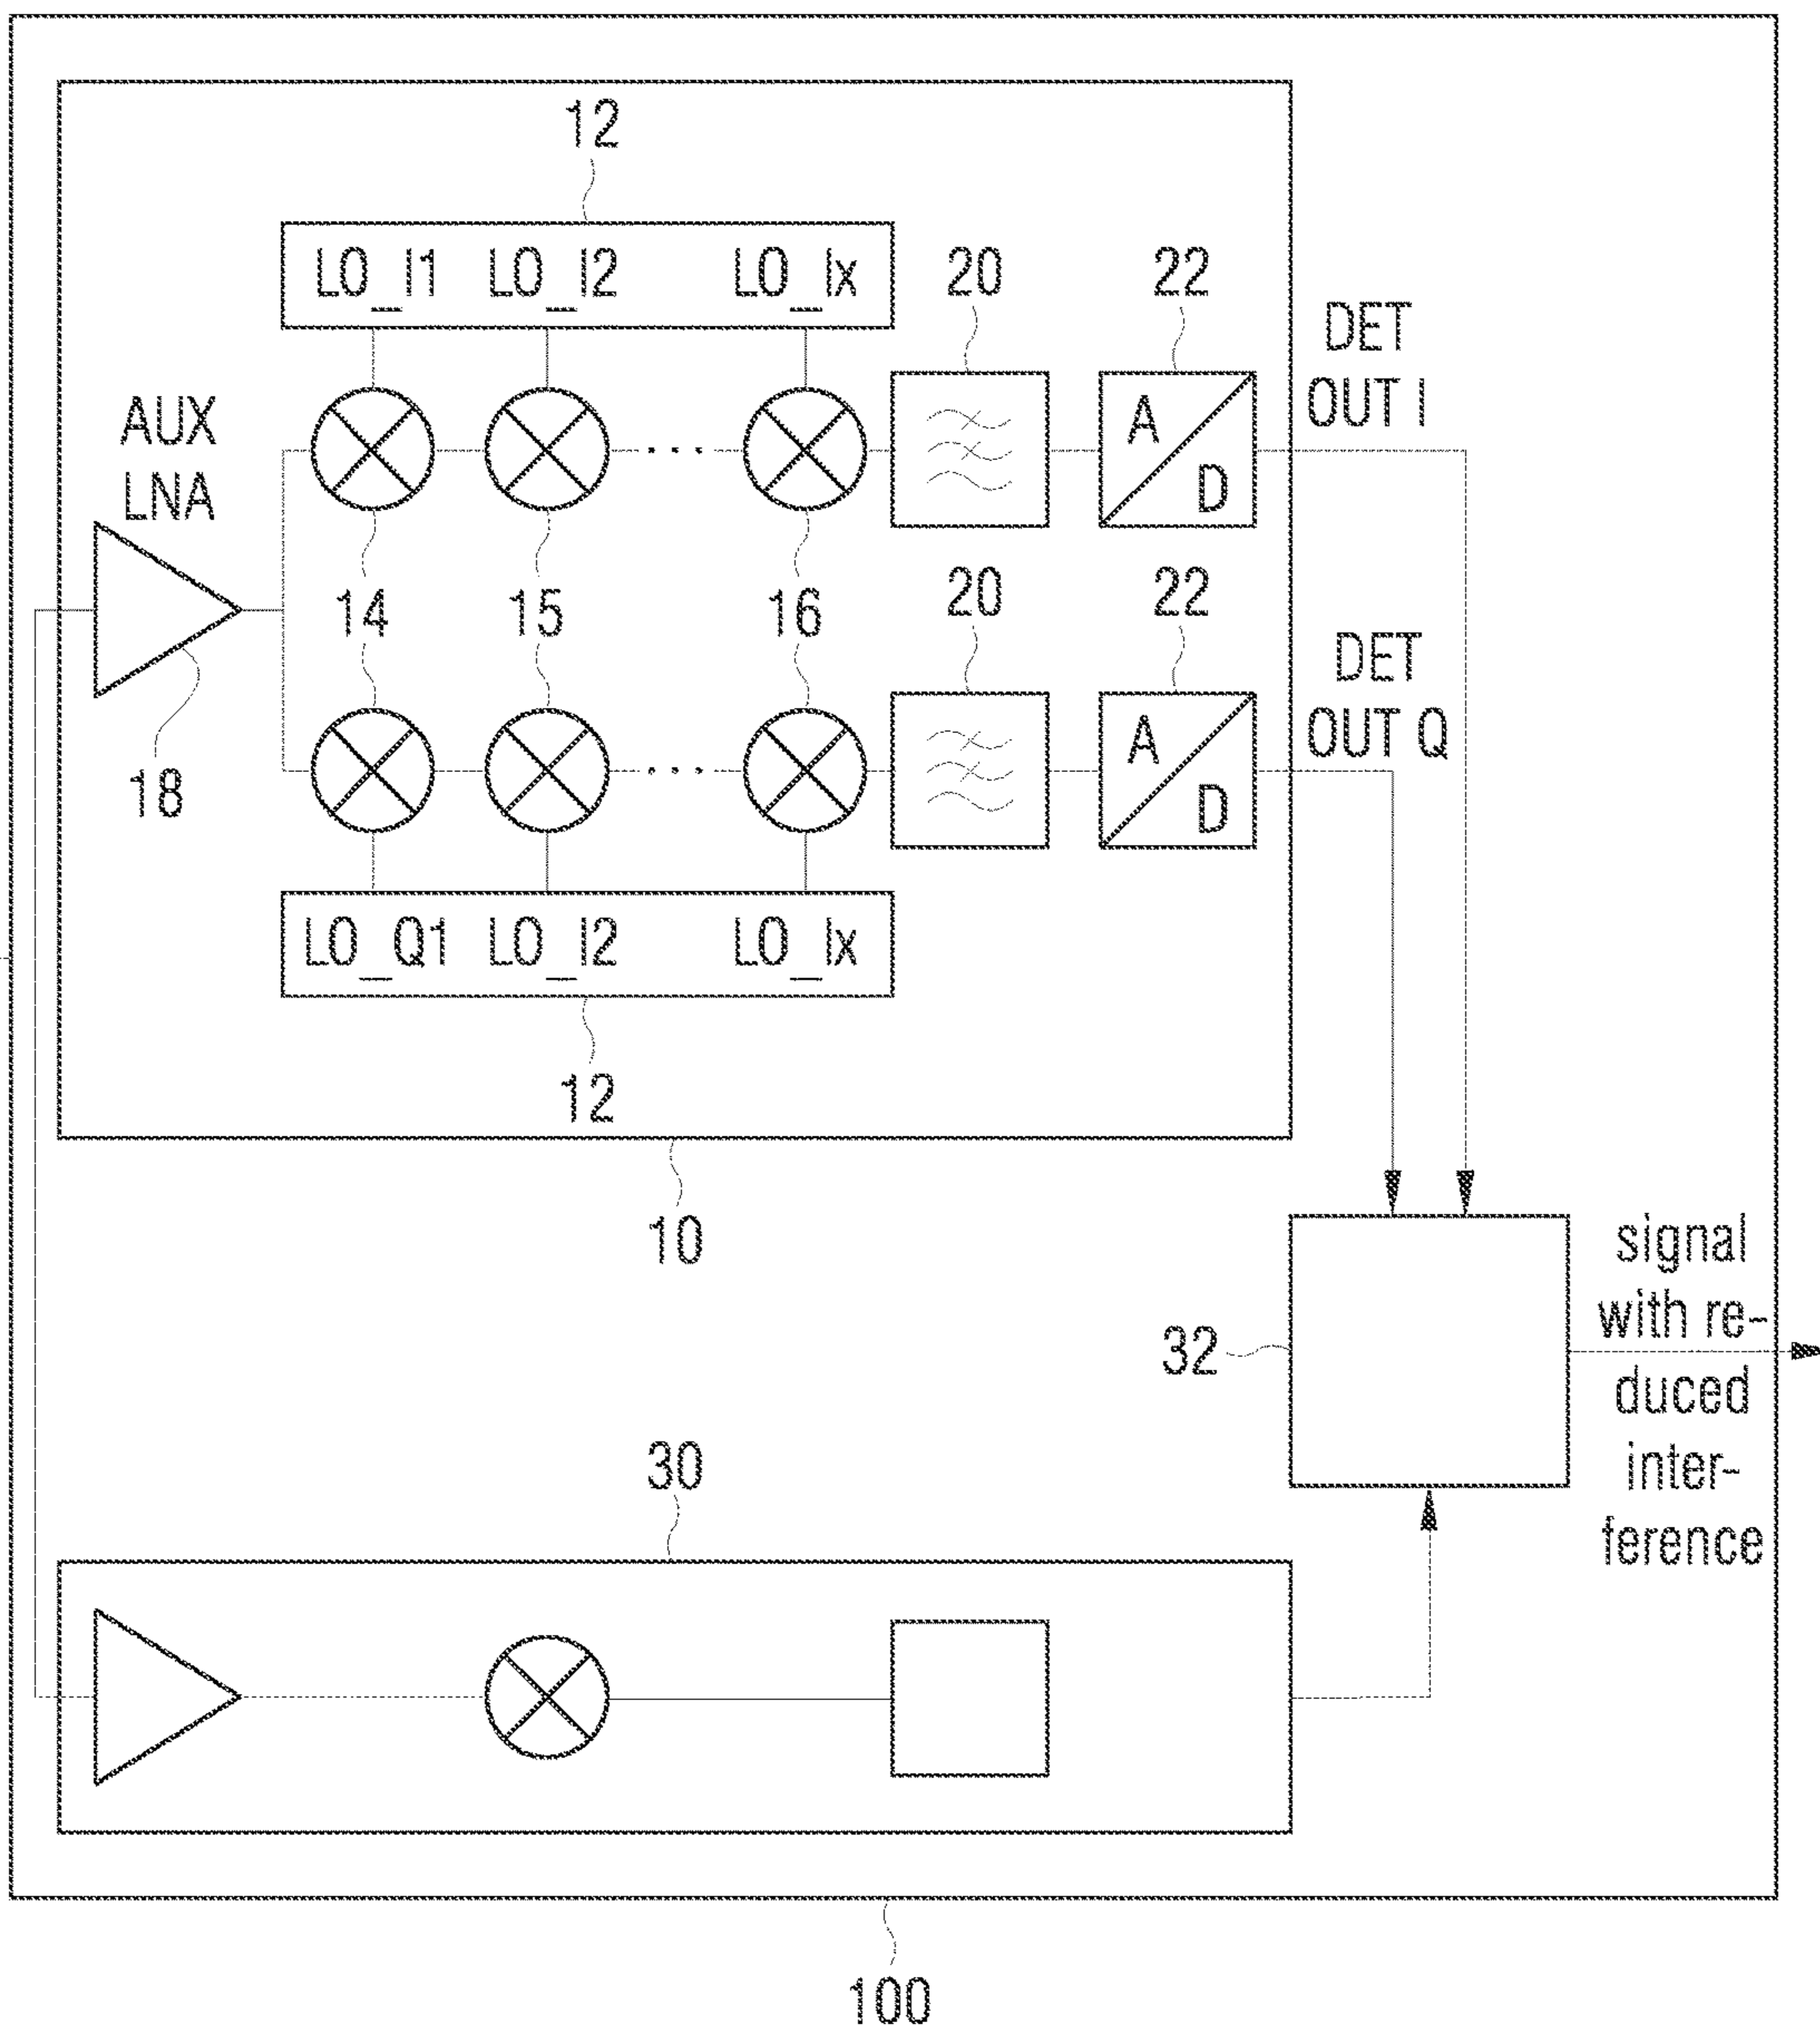 12
LO_I1 LO_I2 LO_Ix
20
22
DET
OUT I
AUX
LNA
A
D
14
15
16
20
22
DET
OUT Q
18
A
D
LO_Q1 LO_I2 LO_Ix
12
10
signal
with re-
duced
inter-
ference
32
30
100